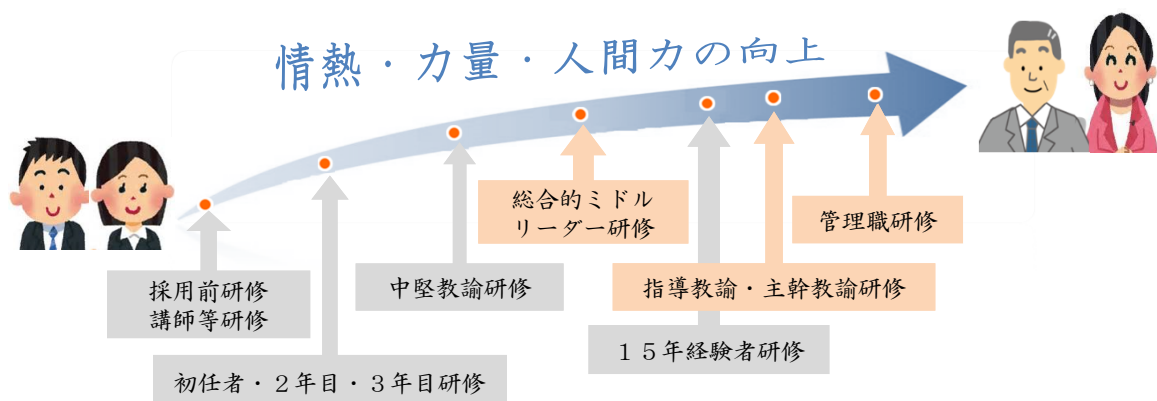 情熱・力量・人間力の向上
採用前研修
講師等研修
初任者・２年目・３年目研修
中堅教諭研修
総合的ミドル
リーダー研修
１５年経験者研修
指導教諭・主幹教諭研修
管理職研修